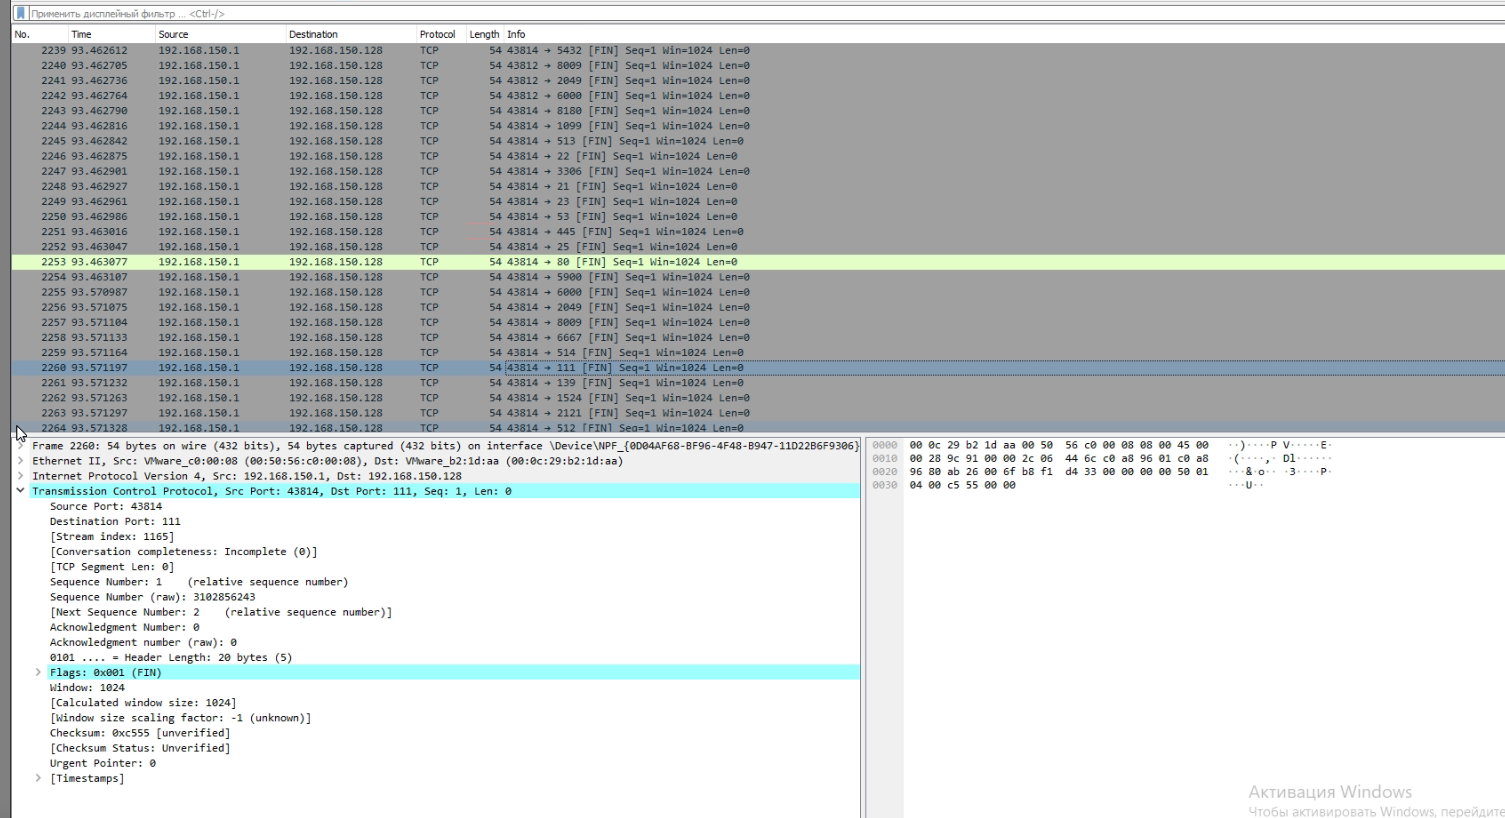 Применить дисплейный фильтр ... <Ctrl-/>
No. Time Source Destination Protocol Length Info
2239 93.462612 192.168.150.1 192.168.150.128 TCP 54 43814 → 5432 [FIN] Seq=1 Win=1024 Len=0
2240 93.462705 192.168.150.1 192.168.150.128 TCP 54 43812 → 8009 [FIN] Seq=1 Win=1024 Len=0
2241 93.462736 192.168.150.1 192.168.150.128 TCP 54 43812 → 2049 [FIN] Seq=1 Win=1024 Len=0
2242 93.462764 192.168.150.1 192.168.150.128 TCP 54 43812 → 6000 [FIN] Seq=1 Win=1024 Len=0
2243 93.462790 192.168.150.1 192.168.150.128 TCP 54 43814 → 8180 [FIN] Seq=1 Win=1024 Len=0
2244 93.462816 192.168.150.1 192.168.150.128 TCP 54 43814 → 1099 [FIN] Seq=1 Win=1024 Len=0
2245 93.462842 192.168.150.1 192.168.150.128 TCP 54 43814 → 513 [FIN] Seq=1 Win=1024 Len=0
2246 93.462875 192.168.150.1 192.168.150.128 TCP 54 43814 → 22 [FIN] Seq=1 Win=1024 Len=0
2247 93.462901 192.168.150.1 192.168.150.128 TCP 54 43814 → 3306 [FIN] Seq=1 Win=1024 Len=0
2248 93.462927 192.168.150.1 192.168.150.128 TCP 54 43814 → 21 [FIN] Seq=1 Win=1024 Len=0
2249 93.462961 192.168.150.1 192.168.150.128 TCP 54 43814 → 23 [FIN] Seq=1 Win=1024 Len=0
2250 93.462986 192.168.150.1 192.168.150.128 TCP 54 43814 → 53 [FIN] Seq=1 Win=1024 Len=0
2251 93.463016 192.168.150.1 192.168.150.128 TCP 54 43814 → 445 [FIN] Seq=1 Win=1024 Len=0
2252 93.463047 192.168.150.1 192.168.150.128 TCP 54 43814 → 25 [FIN] Seq=1 Win=1024 Len=0
2253 93.463077 192.168.150.1 192.168.150.128 TCP 54 43814 → 80 [FIN] Seq=1 Win=1024 Len=0
2254 93.463107 192.168.150.1 192.168.150.128 TCP 54 43814 → 5900 [FIN] Seq=1 Win=1024 Len=0
2255 93.570987 192.168.150.1 192.168.150.128 TCP 54 43814 → 6000 [FIN] Seq=1 Win=1024 Len=0
2256 93.571075 192.168.150.1 192.168.150.128 TCP 54 43814 → 2049 [FIN] Seq=1 Win=1024 Len=0
2257 93.571104 192.168.150.1 192.168.150.128 TCP 54 43814 → 8009 [FIN] Seq=1 Win=1024 Len=0
2258 93.571133 192.168.150.1 192.168.150.128 TCP 54 43814 → 6667 [FIN] Seq=1 Win=1024 Len=0
2259 93.571164 192.168.150.1 192.168.150.128 TCP 54 43814 → 514 [FIN] Seq=1 Win=1024 Len=0
2260 93.571197 192.168.150.1 192.168.150.128 TCP 54 43814 → 111 [FIN] Seq=1 Win=1024 Len=0
2261 93.571232 192.168.150.1 192.168.150.128 TCP 54 43814 → 139 [FIN] Seq=1 Win=1024 Len=0
2262 93.571263 192.168.150.1 192.168.150.128 TCP 54 43814 → 1524 [FIN] Seq=1 Win=1024 Len=0
2263 93.571297 192.168.150.1 192.168.150.128 TCP 54 43814 → 2121 [FIN] Seq=1 Win=1024 Len=0
2264 93.571328 192.168.150.1 192.168.150.128 TCP 54 43814 → 512 [FIN] Seq=1 Win=1024 Len=0
Frame 2260: 54 bytes on wire (432 bits), 54 bytes captured (432 bits) on interface \Device\NPF_{0D04AF68-BF96-4F48-B947-11D22B6F9306}
Ethernet II, Src: VMware_c0:00:08 (00:50:56:c0:00:08), Dst: VMware_b2:1d:aa (00:0c:29:b2:1d:aa)
Internet Protocol Version 4, Src: 192.168.150.1, Dst: 192.168.150.128
Transmission Control Protocol, Src Port: 43814, Dst Port: 111, Seq: 1, Len: 0
Source Port: 43814
Destination Port: 111
[Stream index: 1165]
[Conversation completeness: Incomplete (0)]
[TCP Segment Len: 0]
Sequence Number: 1 (relative sequence number)
Sequence Number (raw): 3102856243
[Next Sequence Number: 2 (relative sequence number)]
Acknowledgment Number: 0
Acknowledgment number (raw): 0
0101 .... = Header Length: 20 bytes (5)
Flags: 0x001 (FIN)
Window: 1024
[Calculated window size: 1024]
[Window size scaling factor: -1 (unknown)]
Checksum: 0xc555 [unverified]
[Checksum Status: Unverified]
Urgent Pointer: 0
[Timestamps]
0000 00 0c 29 b2 1d aa 00 50 56 c0 00 08 08 00 45 00 ··)····P V·····E·
0010 00 28 9c 91 00 00 2c 06 44 6c c0 a8 96 01 c0 a8 ·(····,· Dl······
0020 96 80 ab 26 00 6f b8 f1 d4 33 00 00 00 00 50 01 ···&·o·· ·3····P·
0030 04 00 c5 55 00 00 ···U··
Активация Windows
Чтобы активировать Windows, перейдите